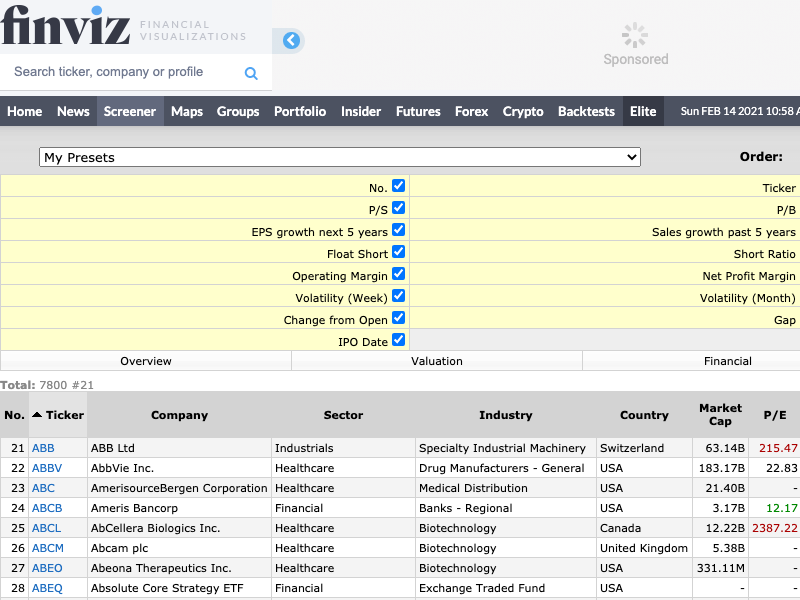 finviz FINANCIAL
VISUALIZATIONS
Sponsored
Search ticker, company or profile
Home News Screener Maps Groups Portfolio Insider Futures Forex Crypto Backtests Elite Sun FEB 14 2021 10:58 A
My Presets Order:
No. Ticker
P/S P/B
EPS growth next 5 years Sales growth past 5 years
Float Short Short Ratio
Operating Margin Net Profit Margin
Volatility (Week) Volatility (Month)
Change from Open Gap
IPO Date
Overview Valuation Financial
Total: 7800 #21
No. Ticker Company Sector Industry Country Market Cap P/E
21 ABB ABB Ltd Industrials Specialty Industrial Machinery Switzerland 63.14B 215.47
22 ABBV AbbVie Inc. Healthcare Drug Manufacturers - General USA 183.17B 22.83
23 ABC AmerisourceBergen Corporation Healthcare Medical Distribution USA 21.40B -
24 ABCB Ameris Bancorp Financial Banks - Regional USA 3.17B 12.17
25 ABCL AbCellera Biologics Inc. Healthcare Biotechnology Canada 12.22B 2387.22
26 ABCM Abcam plc Healthcare Biotechnology United Kingdom 5.38B -
27 ABEO Abeona Therapeutics Inc. Healthcare Biotechnology USA 331.11M -
28 ABEQ Absolute Core Strategy ETF Financial Exchange Traded Fund USA - -